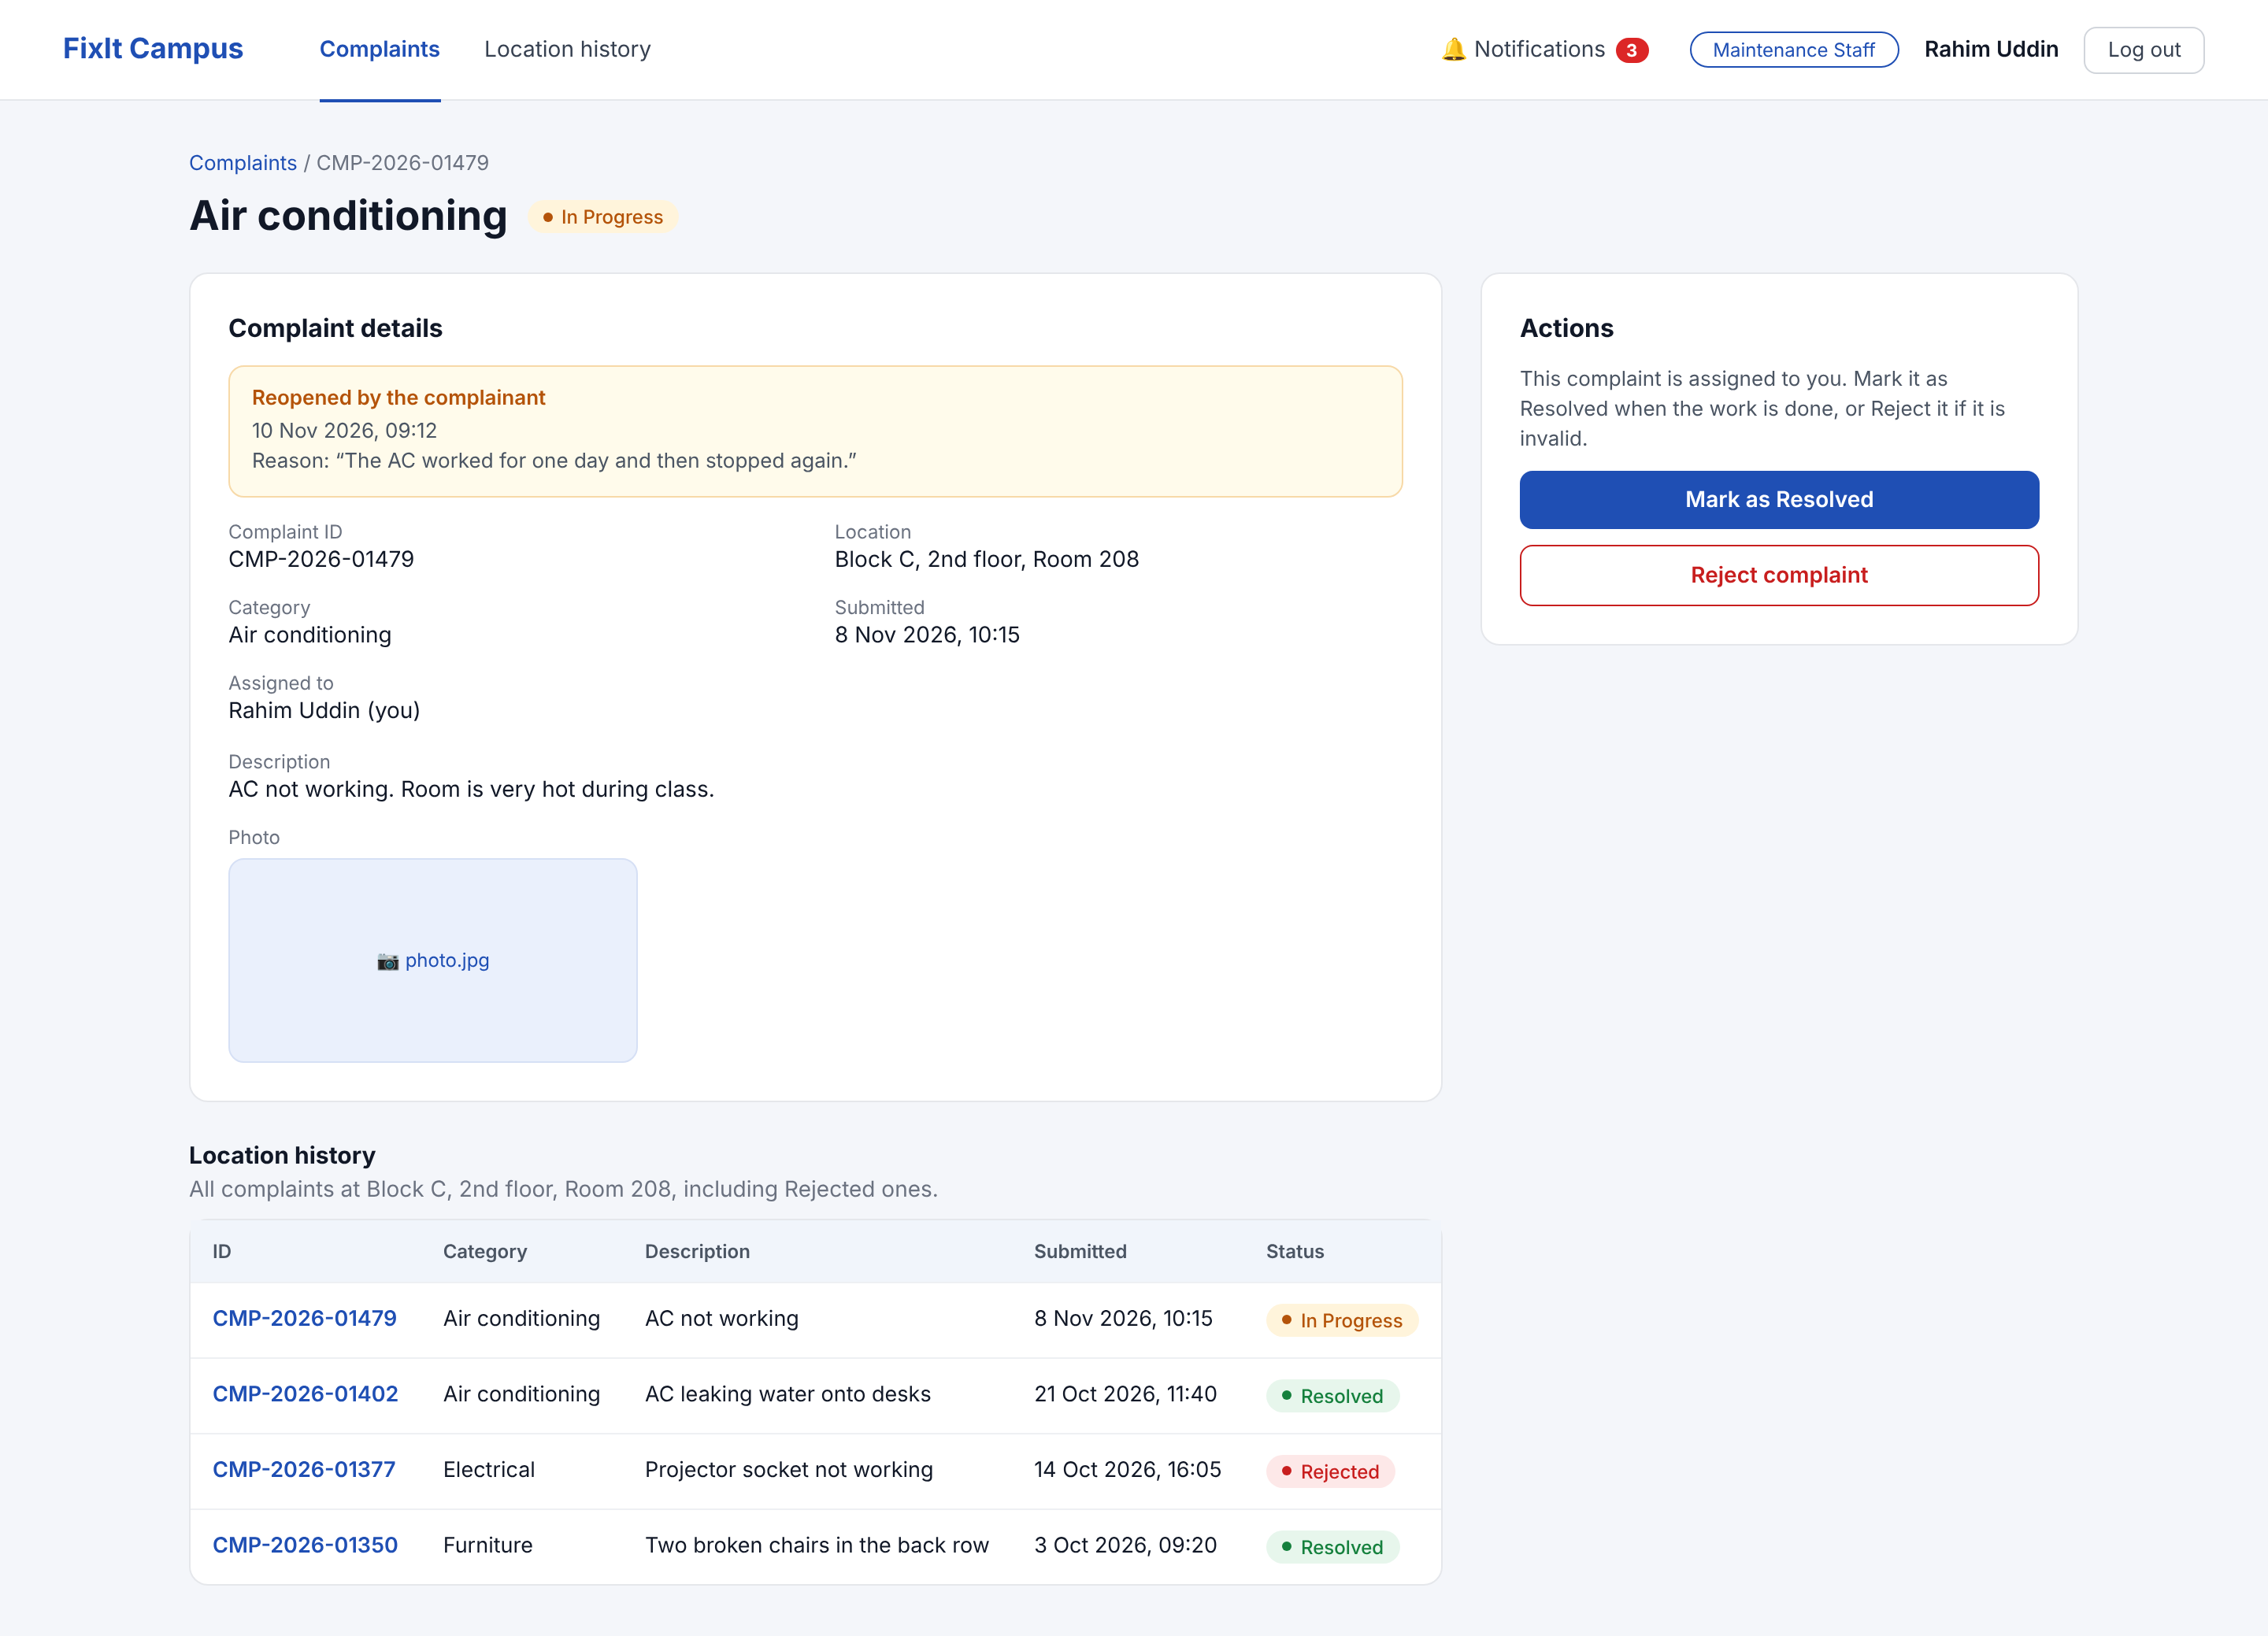 FixIt Campus
Complaints
Location history
Notifications 3
Maintenance Staff
Rahim Uddin
Log out
Complaints / CMP-2026-01479
Air conditioning
In Progress
Complaint details
Reopened by the complainant
10 Nov 2026, 09:12
Reason: “The AC worked for one day and then stopped again.”
Complaint ID
CMP-2026-01479
Location
Block C, 2nd floor, Room 208
Category
Air conditioning
Submitted
8 Nov 2026, 10:15
Assigned to
Rahim Uddin (you)
Description
AC not working. Room is very hot during class.
Photo
photo.jpg
Actions
This complaint is assigned to you. Mark it as
Resolved when the work is done, or Reject it if it is
invalid.
Mark as Resolved
Reject complaint
Location history
All complaints at Block C, 2nd floor, Room 208, including Rejected ones.
ID Category Description Submitted Status
CMP-2026-01479 Air conditioning AC not working 8 Nov 2026, 10:15 In Progress
CMP-2026-01402 Air conditioning AC leaking water onto desks 21 Oct 2026, 11:40 Resolved
CMP-2026-01377 Electrical Projector socket not working 14 Oct 2026, 16:05 Rejected
CMP-2026-01350 Furniture Two broken chairs in the back row 3 Oct 2026, 09:20 Resolved